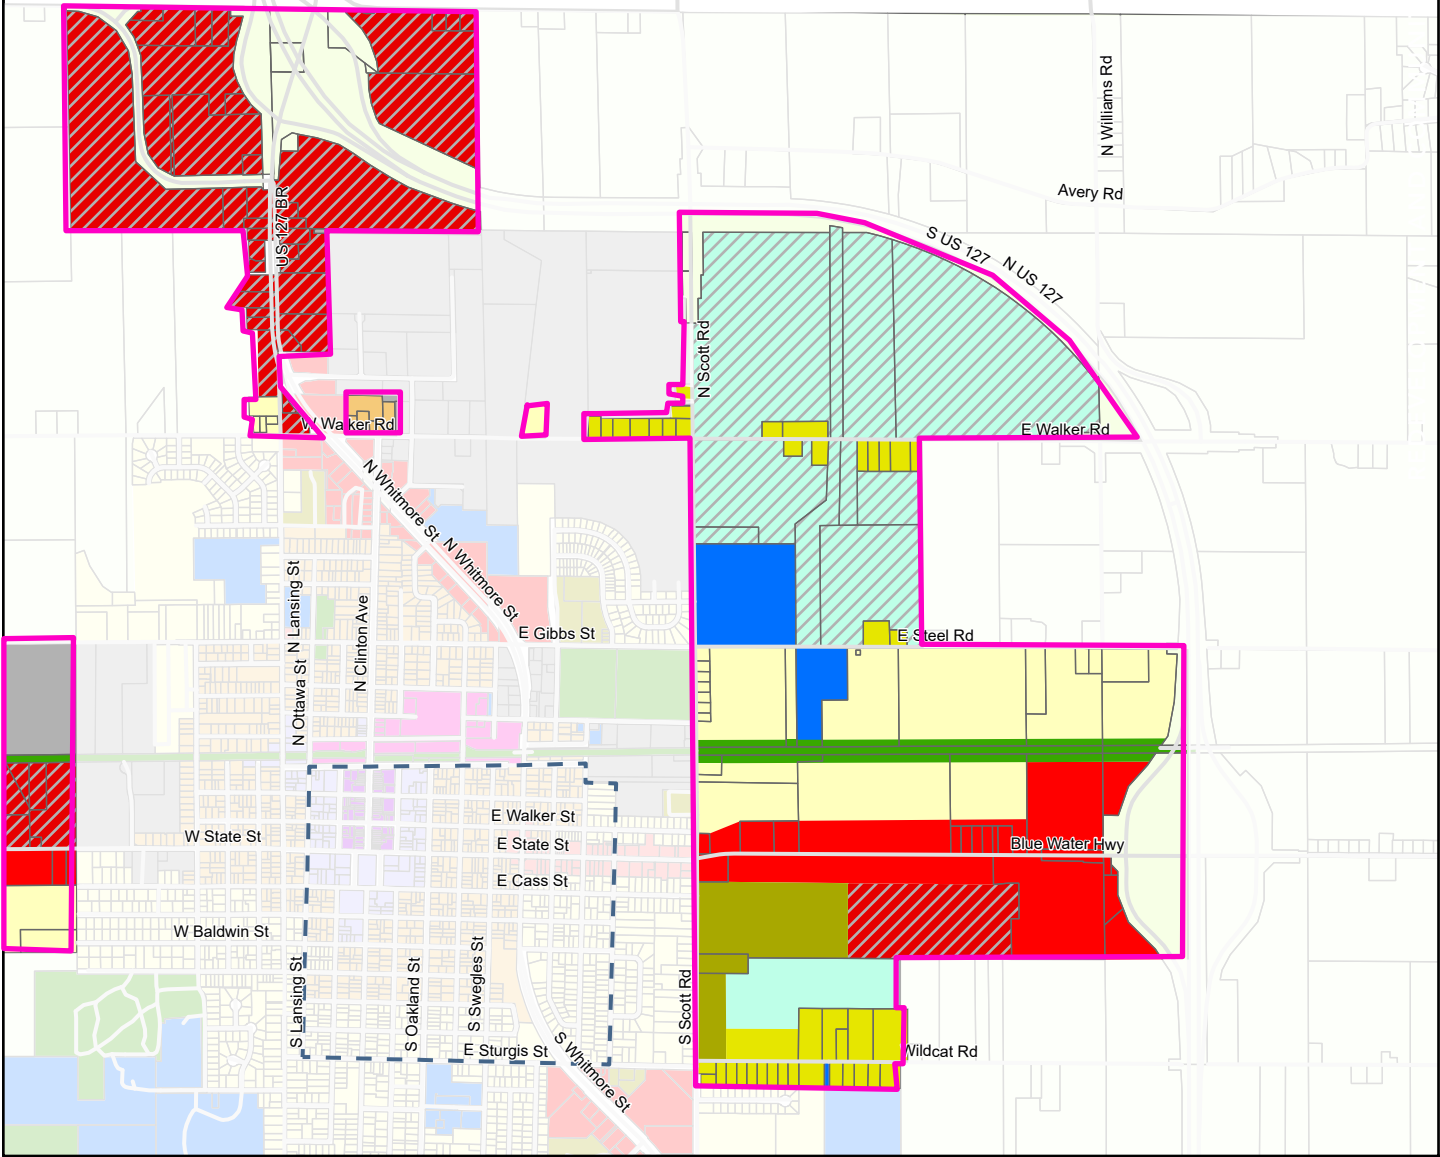 N Williams Rd
Avery Rd
US 127 BR
S US 127
N US 127
N Scott Rd
W Walker Rd
E Walker Rd
N Whitmore St
N Whitmore St
N Lansing St
N Clinton Ave
E Gibbs St
E Steel Rd
N Ottawa St
E Walker St
W State St
E State St
Blue Water Hwy
E Cass St
W Baldwin St
S Lansing St
S Oakland St
S Swegles St
S Scott Rd
E Sturgis St
S Whitmore St
Wildcat Rd